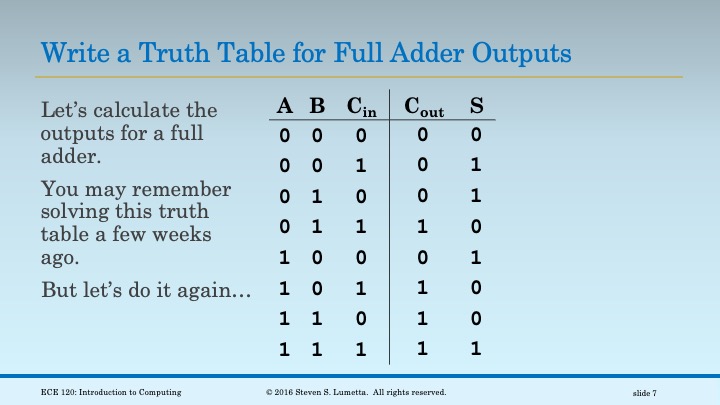 Write a Truth Table for Full Adder Outputs
Let's calculate the
outputs for a full
adder.
You may remember
solving this truth
table a few weeks
ago.
But let's do it again…
A B Cin Cout S
0 0 0 0 0
0 0 1 0 1
0 1 0 0 1
0 1 1 1 0
1 0 0 0 1
1 0 1 1 0
1 1 0 1 0
1 1 1 1 1
ECE 120: Introduction to Computing
© 2016 Steven S. Lumetta. All rights reserved.
slide 7